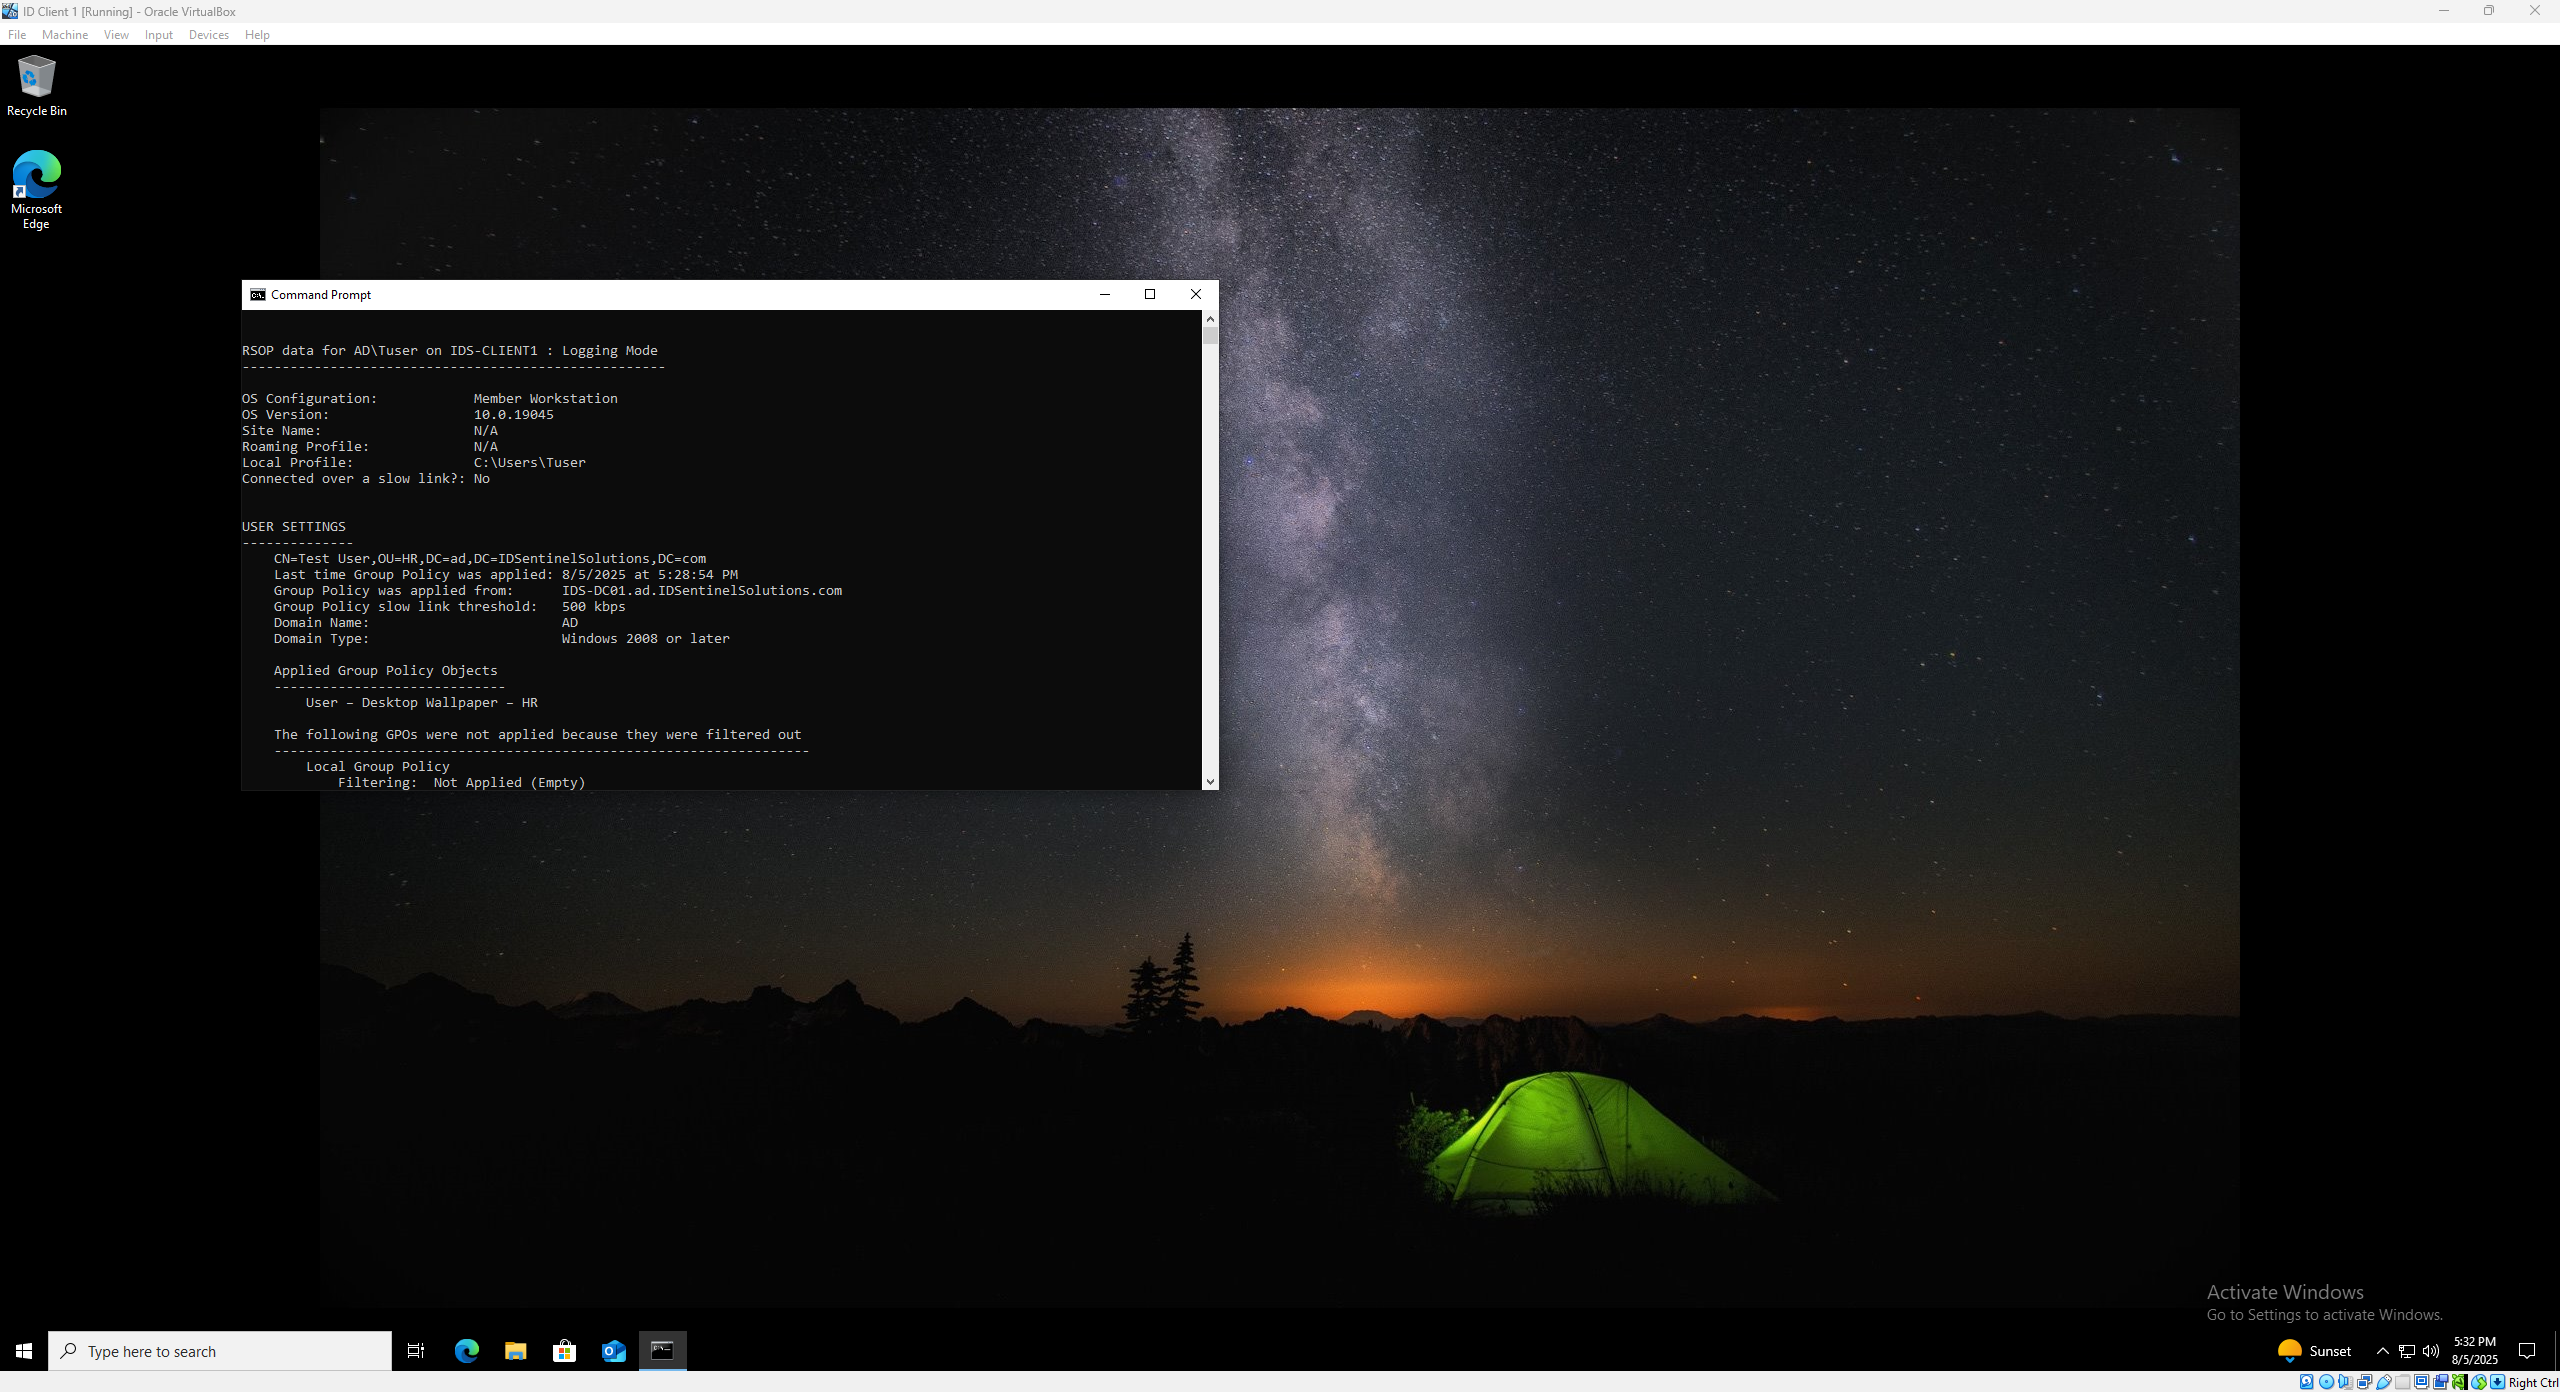 ID Client 1 [Running] - Oracle VirtualBox
File Machine View Input Devices Help
Recycle Bin
Microsoft
Edge
Command Prompt
RSOP data for AD\Tuser on IDS-CLIENT1 : Logging Mode
-----------------------------------------------------
OS Configuration: Member Workstation
OS Version: 10.0.19045
Site Name: N/A
Roaming Profile: N/A
Local Profile: C:\Users\Tuser
Connected over a slow link?: No
USER SETTINGS
--------------
CN=Test User,OU=HR,DC=ad,DC=IDSentinelSolutions,DC=com
Last time Group Policy was applied: 8/5/2025 at 5:28:54 PM
Group Policy was applied from: IDS-DC01.ad.IDSentinelSolutions.com
Group Policy slow link threshold: 500 kbps
Domain Name: AD
Domain Type: Windows 2008 or later
Applied Group Policy Objects
-----------------------------
User – Desktop Wallpaper – HR
The following GPOs were not applied because they were filtered out
-------------------------------------------------------------------
Local Group Policy
Filtering: Not Applied (Empty)
Activate Windows
Go to Settings to activate Windows.
Type here to search
Sunset
5:32 PM
8/5/2025
Right Ctrl